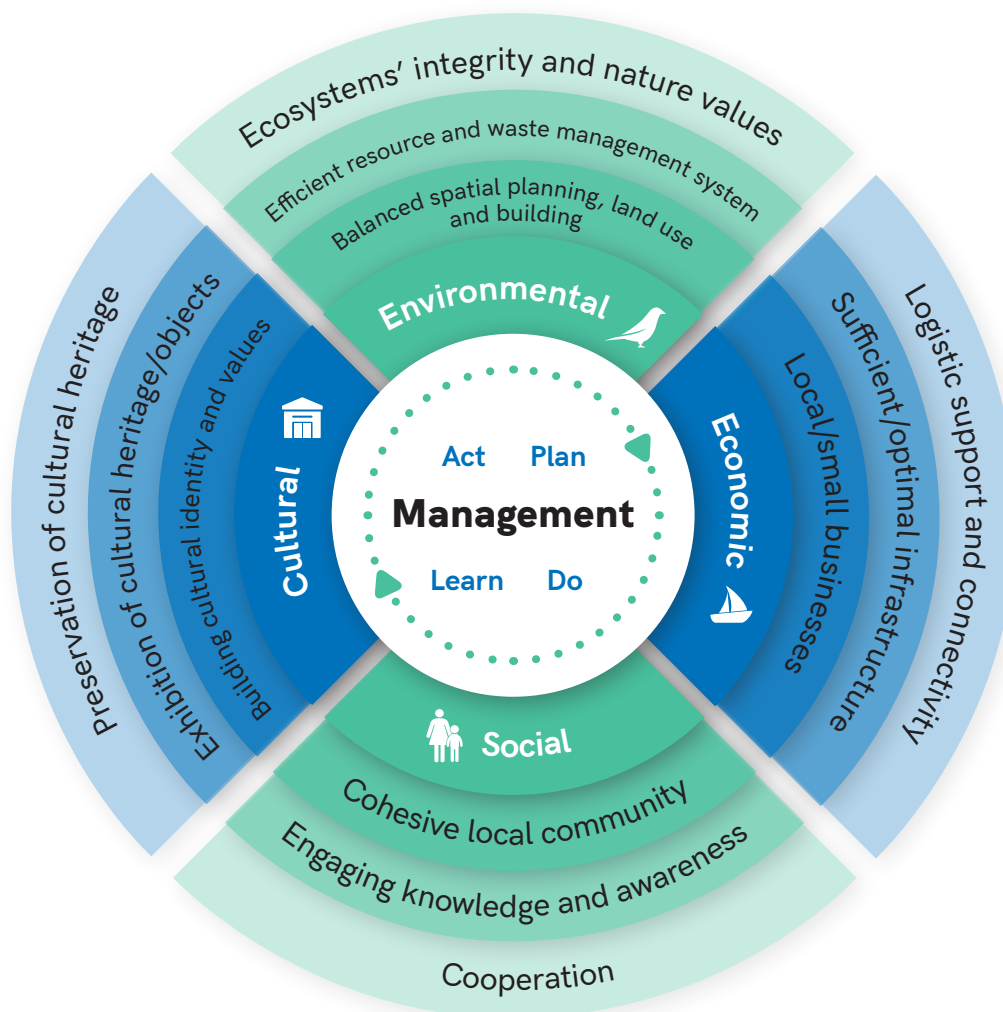 Ecosystems’ integrity and nature values
Efficient resource and waste management system
Balanced spatial planning, land use
and building
Environmental
Preservation of cultural heritage
Exhibition of cultural heritage/objects
Building cultural identity and values
Cultural
Act Plan
Management
Learn Do
Economic
Local/small businesses
Sufficient/optimal infrastructure
Logistic support and connectivity
Social
Cohesive local community
Engaging knowledge and awareness
Cooperation